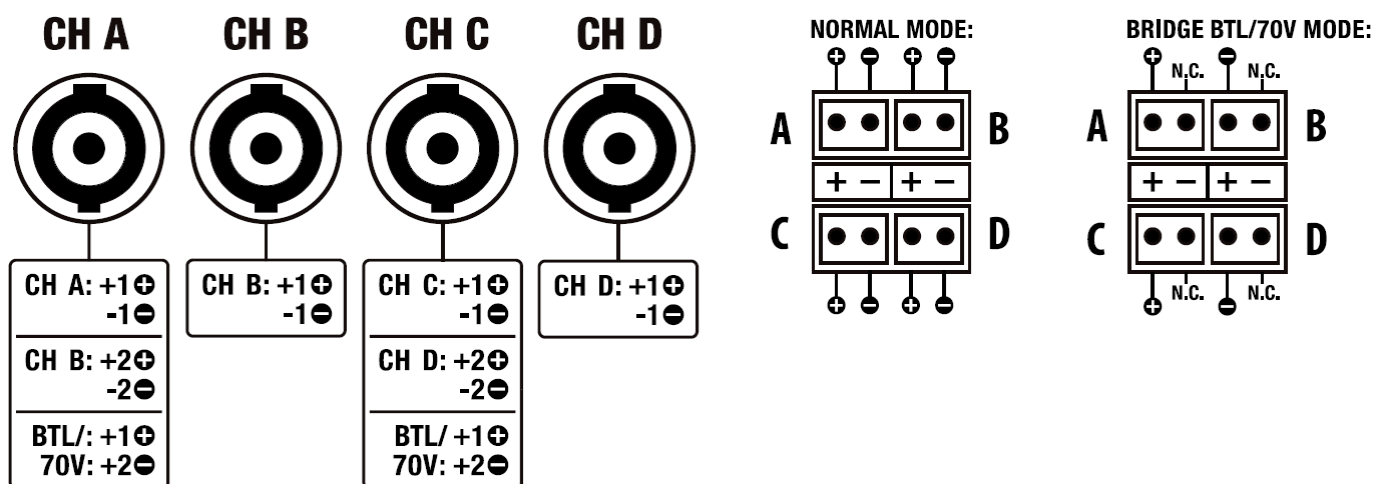 CH A
CH B
CH C
CH D
CH A: +1⊕
-1⊖
CH B: +2⊕
-2⊖
BTL/: +1⊕
70V: +2⊖
CH B: +1⊕
-1⊖
CH C: +1⊕
-1⊖
CH D: +2⊕
-2⊖
BTL/ +1⊕
70V: +2⊖
CH D: +1⊕
-1⊖
NORMAL MODE:
⊕ ⊖ ⊕ ⊖
A B
+ − + −
C D
⊕ ⊖ ⊕ ⊖
BRIDGE BTL/70V MODE:
⊕ N.C. ⊖ N.C.
A B
+ − + −
C D
⊕ N.C. ⊖ N.C.